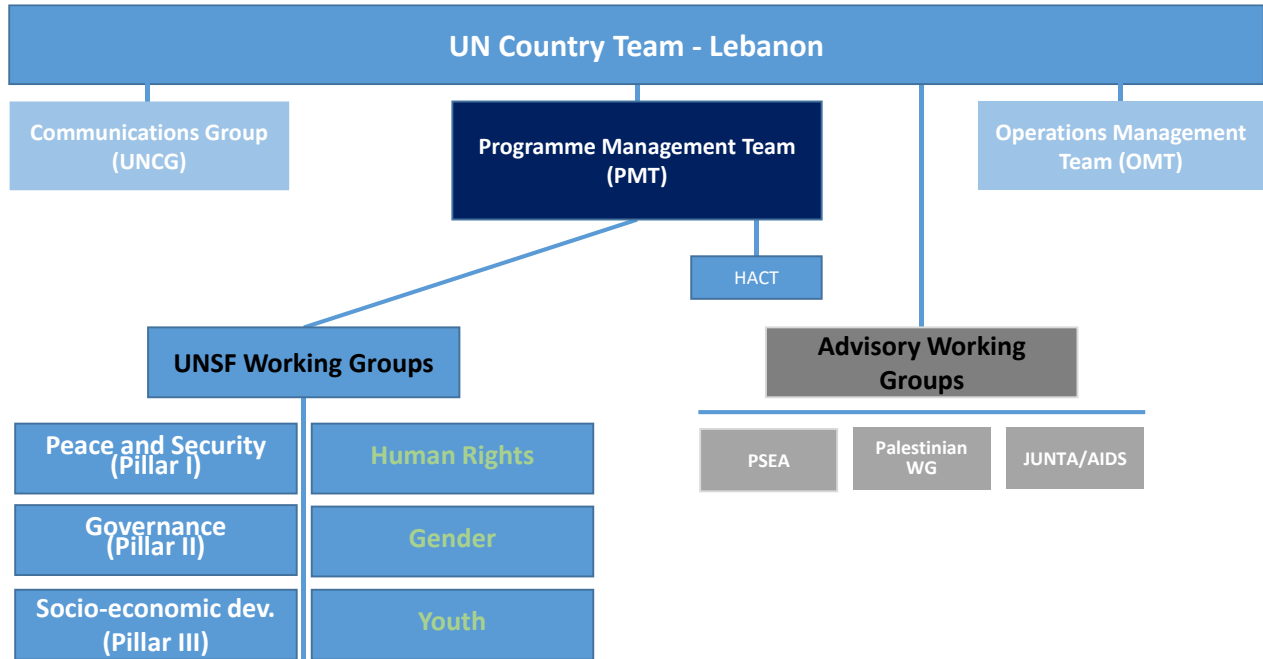 UN Country Team - Lebanon
Communications Group
(UNCG)
Programme Management Team
(PMT)
Operations Management
Team (OMT)
HACT
UNSF Working Groups
Advisory Working
Groups
Peace and Security
(Pillar I)
Human Rights
PSEA
Palestinian
WG
JUNTA/AIDS
Governance
(Pillar II)
Gender
Socio-economic dev.
(Pillar III)
Youth